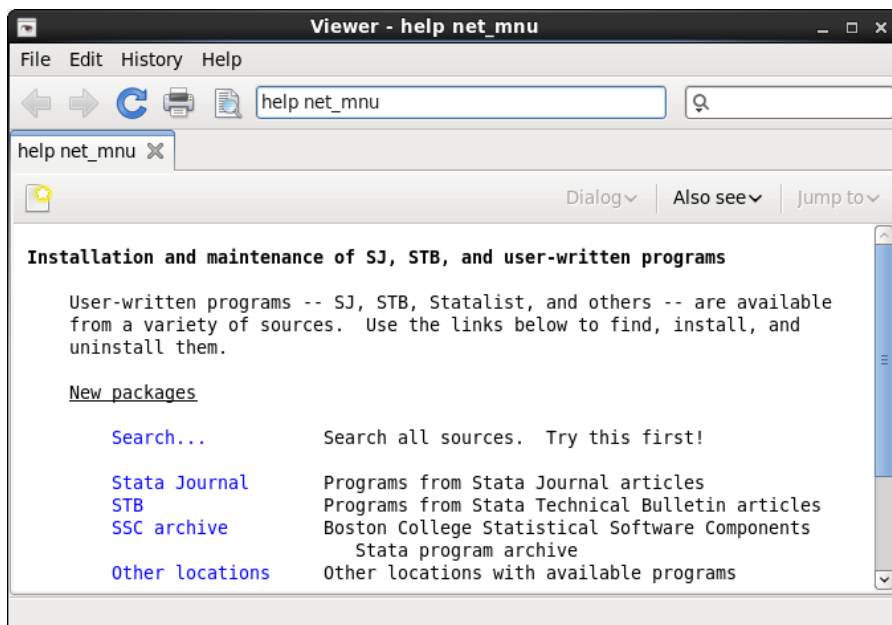 Viewer - help net_mnu
File Edit History Help
help net_mnu
help net_mnu
Dialog Also see Jump to
Installation and maintenance of SJ, STB, and user-written programs
User-written programs -- SJ, STB, Statalist, and others -- are available
from a variety of sources.  Use the links below to find, install, and
uninstall them.
New packages
Search... Search all sources.  Try this first!
Stata Journal Programs from Stata Journal articles
STB Programs from Stata Technical Bulletin articles
SSC archive Boston College Statistical Software Components
Stata program archive
Other locations Other locations with available programs